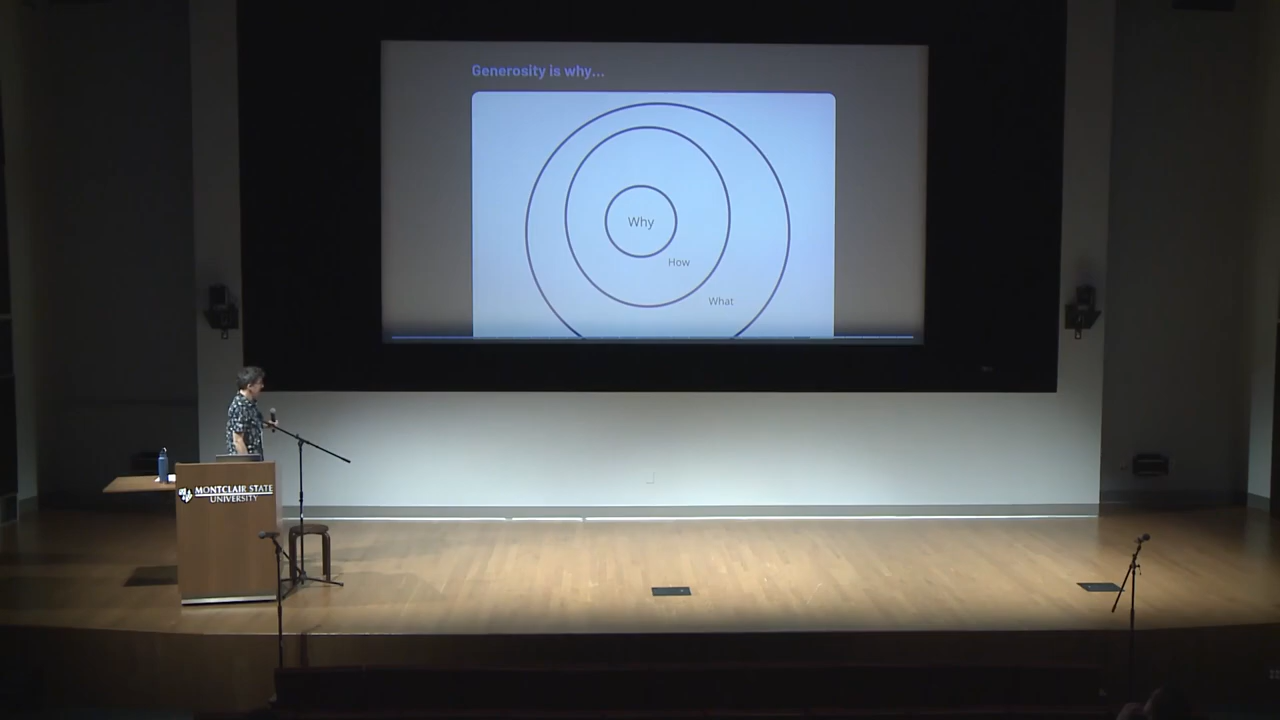 Generosity is why...
Why
How
What
MONTCLAIR STATE
UNIVERSITY